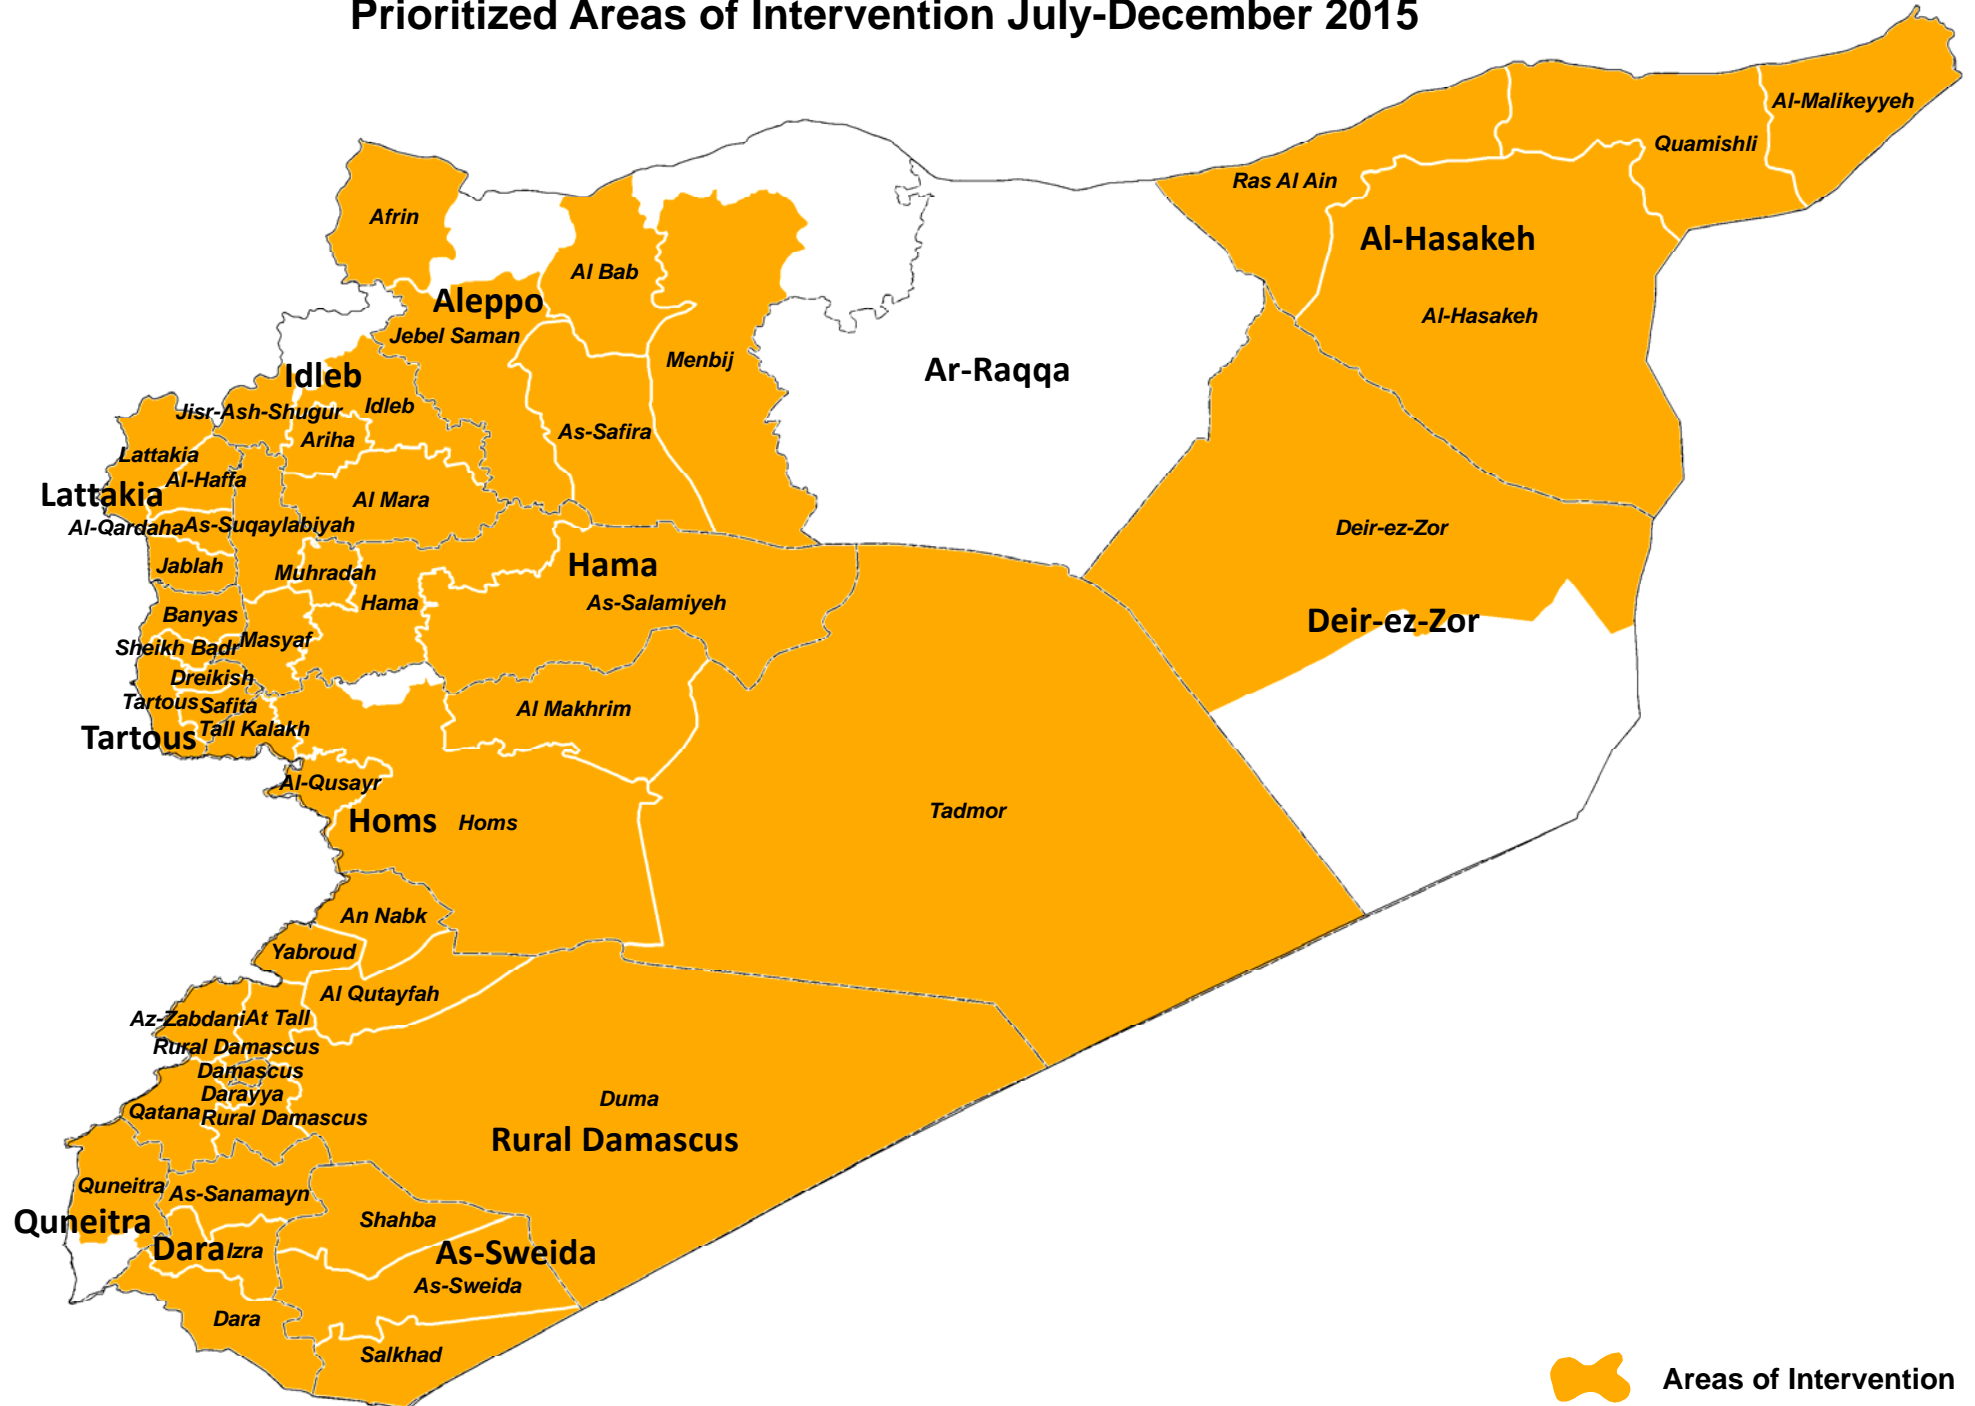 Prioritized Areas of Intervention July-December 2015
Al-Malikeyyeh
Quamishli
Ras Al Ain
Afrin
Al-Hasakeh
Al Bab
Aleppo
Al-Hasakeh
Jebel Saman
Menbij
Ar-Raqqa
Idleb
Idleb
Jisr-Ash-Shugur
Ariha
As-Safira
Lattakia
Al-Haffa
Lattakia
Al Mara
Al-Qardaha
As-Suqaylabiyah
Deir-ez-Zor
Jablah
Muhradah
Hama
Hama
As-Salamiyeh
Banyas
Deir-ez-Zor
Sheikh Badr
Masyaf
Dreikish
Tartous
Safita
Al Makhrim
Tall Kalakh
Tartous
Al-Qusayr
Homs
Homs
Tadmor
An Nabk
Yabroud
Al Qutayfah
Az-Zabdani
At Tall
Rural Damascus
Damascus
Darayya
Duma
Qatana
Rural Damascus
Rural Damascus
Quneitra
As-Sanamayn
Quneitra
Shahba
Dara
Izra
As-Sweida
As-Sweida
Dara
Salkhad
Areas of Intervention